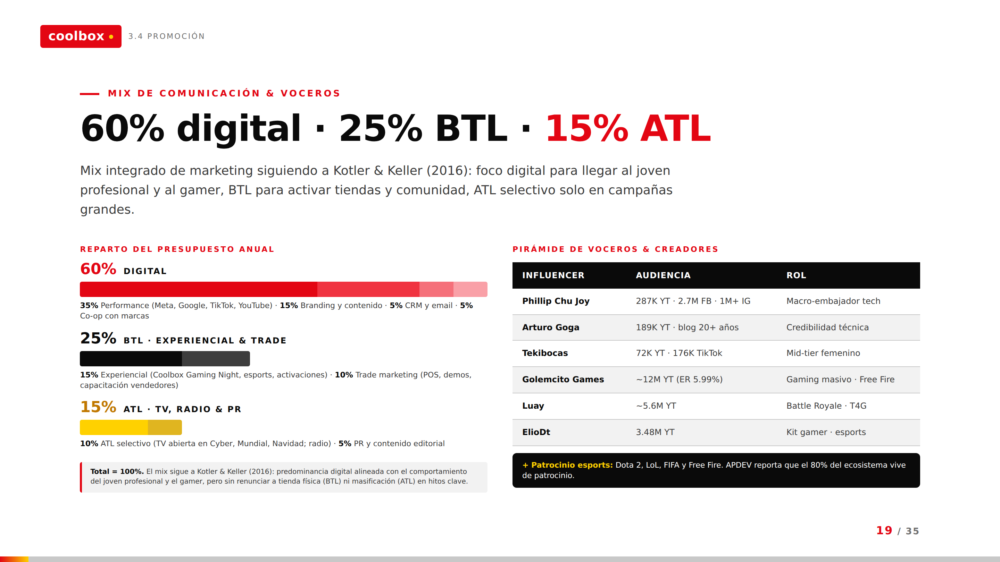 coolbox
3.4 PROMOCIÓN
MIX DE COMUNICACIÓN & VOCEROS
60% digital · 25% BTL · 15% ATL
Mix integrado de marketing siguiendo a Kotler & Keller (2016): foco digital para llegar al joven
profesional y al gamer, BTL para activar tiendas y comunidad, ATL selectivo solo en campañas
grandes.
REPARTO DEL PRESUPUESTO ANUAL
60% DIGITAL
35% Performance (Meta, Google, TikTok, YouTube) · 15% Branding y contenido · 5% CRM y email · 5%
Co-op con marcas
25% BTL · EXPERIENCIAL & TRADE
15% Experiencial (Coolbox Gaming Night, esports, activaciones) · 10% Trade marketing (POS, demos,
capacitación vendedores)
15% ATL · TV, RADIO & PR
10% ATL selectivo (TV abierta en Cyber, Mundial, Navidad; radio) · 5% PR y contenido editorial
Total = 100%. El mix sigue a Kotler & Keller (2016): predominancia digital alineada con el comportamiento
del joven profesional y el gamer, pero sin renunciar a tienda física (BTL) ni masificación (ATL) en hitos clave.
PIRÁMIDE DE VOCEROS & CREADORES
INFLUENCER AUDIENCIA ROL
Phillip Chu Joy 287K YT · 2.7M FB · 1M+ IG Macro-embajador tech
Arturo Goga 189K YT · blog 20+ años Credibilidad técnica
Tekibocas 72K YT · 176K TikTok Mid-tier femenino
Golemcito Games ~12M YT (ER 5.99%) Gaming masivo · Free Fire
Luay ~5.6M YT Battle Royale · T4G
ElioDt 3.48M YT Kit gamer · esports
+ Patrocinio esports: Dota 2, LoL, FIFA y Free Fire. APDEV reporta que el 80% del ecosistema vive
de patrocinio.
19 / 35